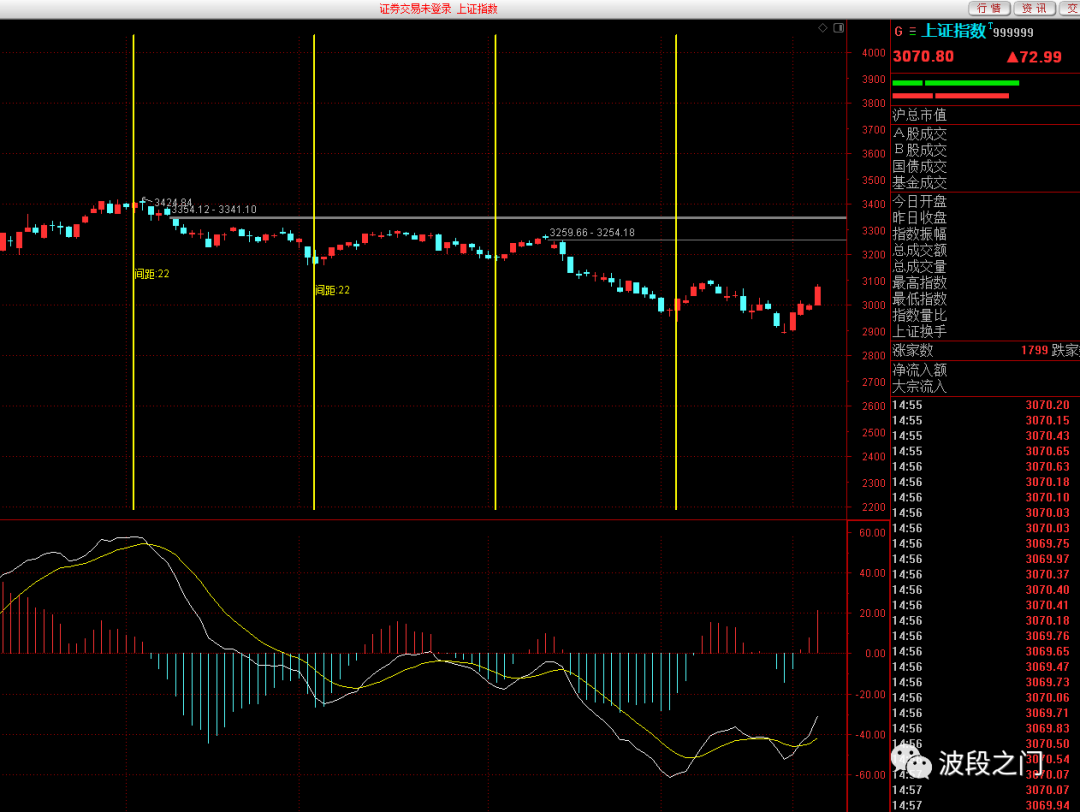 证券交易未登录 上证指数
行情
资讯
交
G 三 上证指数T999999
3070.80 ▲72.99
沪总市值
A股成交
B股成交
国债成交
基金成交
今日开盘
昨日收盘
指数振幅
总成交额
总成交量
最高指数
最低指数
指数量比
上证换手
涨家数 1799 跌家
净流入额
大宗流入
14:55 3070.20
14:55 3070.15
14:55 3070.43
14:55 3070.65
14:56 3070.63
14:56 3070.18
14:56 3070.10
14:56 3070.03
14:56 3070.03
14:56 3069.75
14:56 3069.97
14:56 3070.37
14:56 3070.40
14:56 3070.41
14:56 3070.18
14:56 3069.76
14:56 3069.65
14:56 3069.47
14:56 3069.73
14:56 3070.06
14:56 3069.71
14:56 3069.83
14:56 3070.50
14:57 3070.07
14:57 3070.07
14:57 3069.94
波段之门
4000
3900
3800
3700
3600
3500
3400
3300
3200
3100
3000
2900
2800
2700
2600
2500
2400
2300
2200
3424.84
3354.12 - 3341.10
3259.66 - 3254.18
间距:22
间距:22
60.00
40.00
20.00
0.00
-20.00
-40.00
-60.00